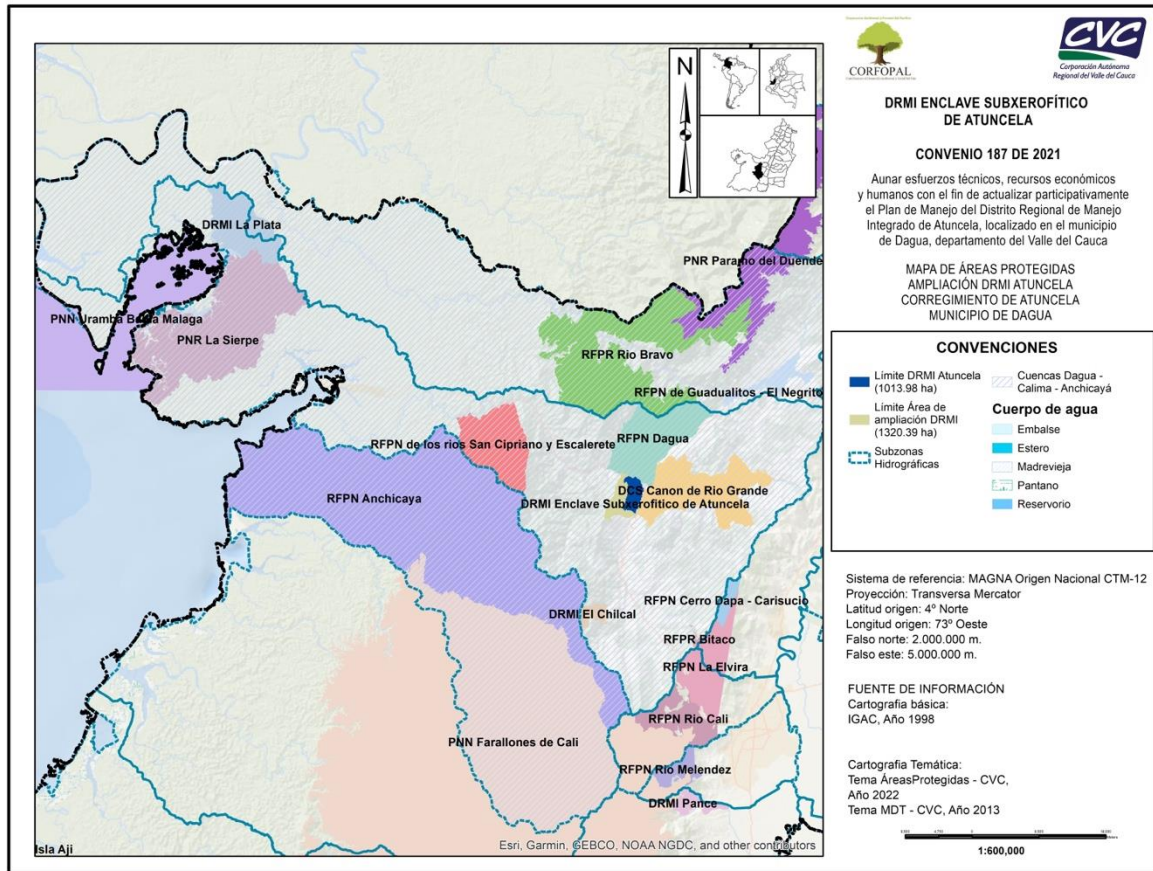 N
DRMI La Plata
PNR Paramo del Duende
PNN Uramba Bahia Malaga
PNR La Sierpe
RFPR Rio Bravo
RFPN de Guadualitos - El Negrito
RFPN de los rios San Cipriano y Escalerete
RFPN Dagua
RFPN Anchicaya
DCS Canon de Rio Grande
DRMI Enclave Subxerofitico de Atuncela
RFPN Cerro Dapa - Carisucio
DRMI El Chilcal
RFPR Bitaco
RFPN La Elvira
RFPN Rio Cali
PNN Farallones de Cali
RFPN Rio Melendez
DRMI Pance
Isla Aji
Esri, Garmin, GEBCO, NOAA NGDC, and other contributors
CORFOPAL
CVC
Corporación Autónoma
Regional del Valle del Cauca
DRMI ENCLAVE SUBXEROFÍTICO
DE ATUNCELA
CONVENIO 187 DE 2021
Aunar esfuerzos técnicos, recursos económicos
y humanos con el fin de actualizar participativamente
el Plan de Manejo del Distrito Regional de Manejo
Integrado de Atuncela, localizado en el municipio
de Dagua, departamento del Valle del Cauca
MAPA DE ÁREAS PROTEGIDAS
AMPLIACIÓN DRMI ATUNCELA
CORREGIMIENTO DE ATUNCELA
MUNICIPIO DE DAGUA
CONVENCIONES
Límite DRMI Atuncela
(1013.98 ha)
Límite Área de
ampliación DRMI
(1320.39 ha)
Subzonas
Hidrográficas
Cuencas Dagua -
Calima - Anchicayá
Cuerpo de agua
Embalse
Estero
Madrevieja
Pantano
Reservorio
Sistema de referencia: MAGNA Origen Nacional CTM-12
Proyección: Transversa Mercator
Latitud origen: 4º Norte
Longitud origen: 73º Oeste
Falso norte: 2.000.000 m.
Falso este: 5.000.000 m.
FUENTE DE INFORMACIÓN
Cartografia básica:
IGAC, Año 1998
Cartografia Temática:
Tema ÁreasProtegidas - CVC,
Año 2022
Tema MDT - CVC, Año 2013
1:600,000